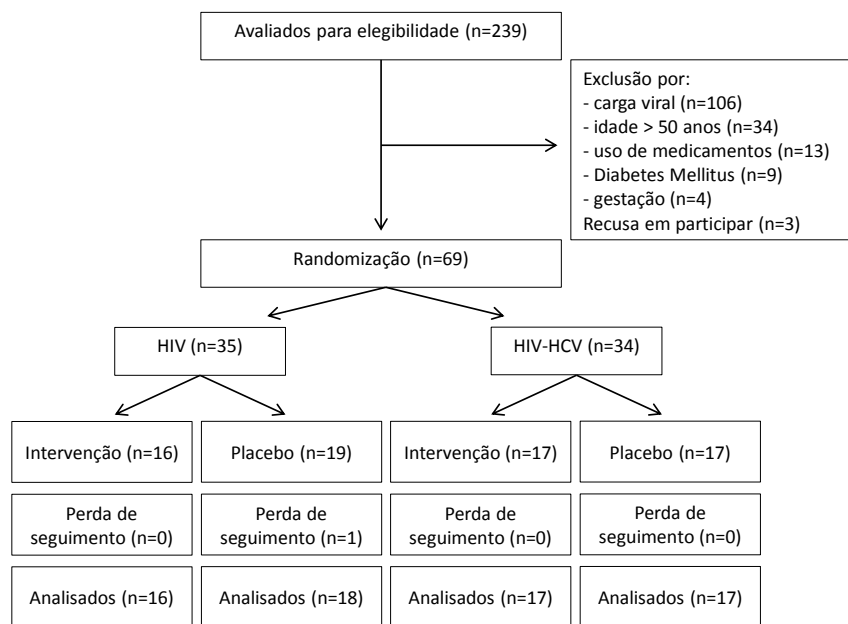 Avaliados para elegibilidade (n=239)
Exclusão por:
- carga viral (n=106)
- idade > 50 anos (n=34)
- uso de medicamentos (n=13)
- Diabetes Mellitus (n=9)
- gestação (n=4)
Recusa em participar (n=3)
Randomização (n=69)
HIV (n=35)
HIV-HCV (n=34)
Intervenção (n=16)
Placebo (n=19)
Intervenção (n=17)
Placebo (n=17)
Perda de
seguimento (n=0)
Perda de
seguimento (n=1)
Perda de
seguimento (n=0)
Perda de
seguimento (n=0)
Analisados (n=16)
Analisados (n=18)
Analisados (n=17)
Analisados (n=17)